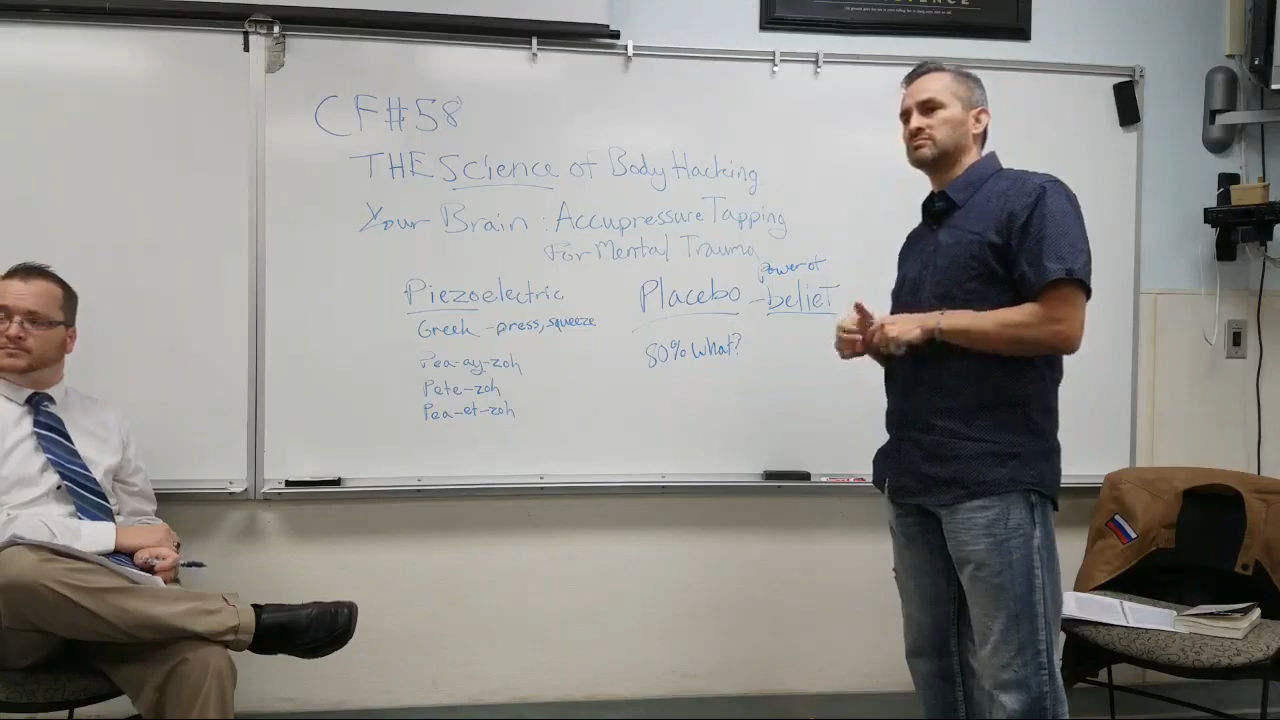 CF#58
THE Science of Body Hacking
Your Brain: Accupressure Tapping
For Mental Trauma
Piezoelectric
Greek - press, squeeze
Pea-ay-zoh
Pete-zoh
Pea-et-zoh
power of
Placebo - belief
80% what?